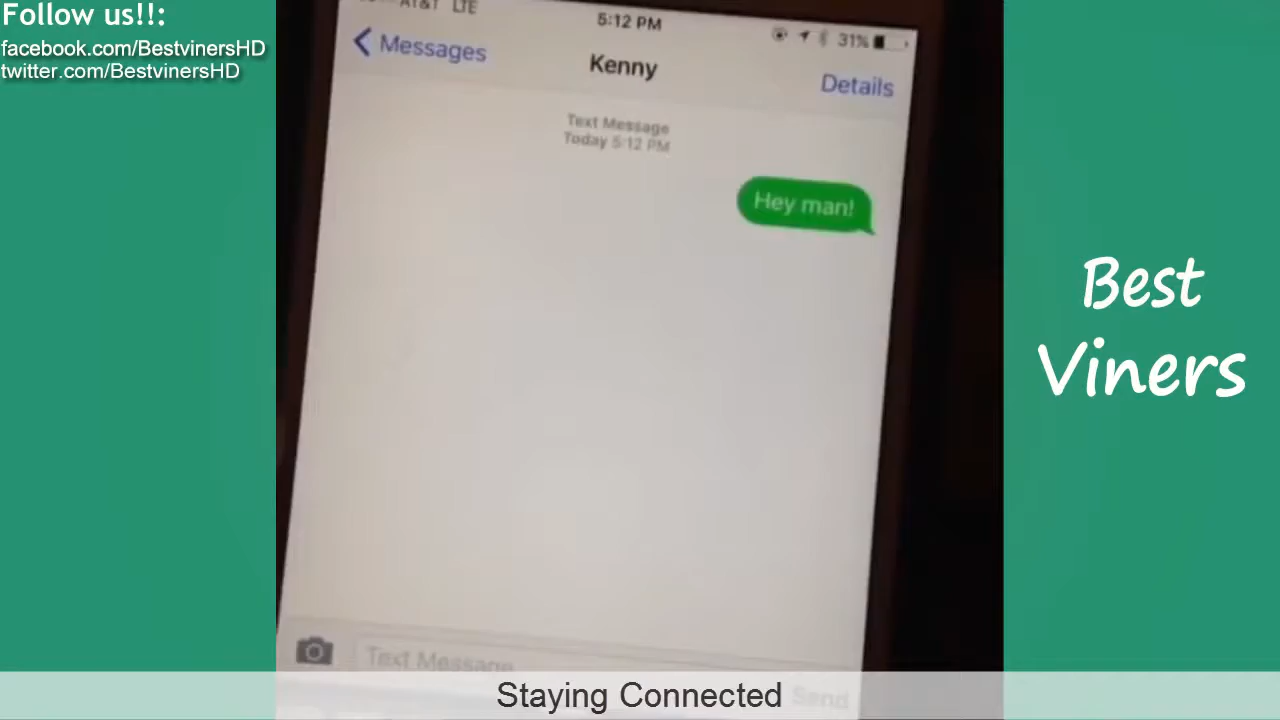 Follow us!!:
facebook.com/BestvinersHD
twitter.com/BestvinersHD
AT&T LTE
5:12 PM
31%
Messages
Kenny
Details
Text Message
Today 5:12 PM
Hey man!
Best
Viners
Text Message
Send
Staying Connected